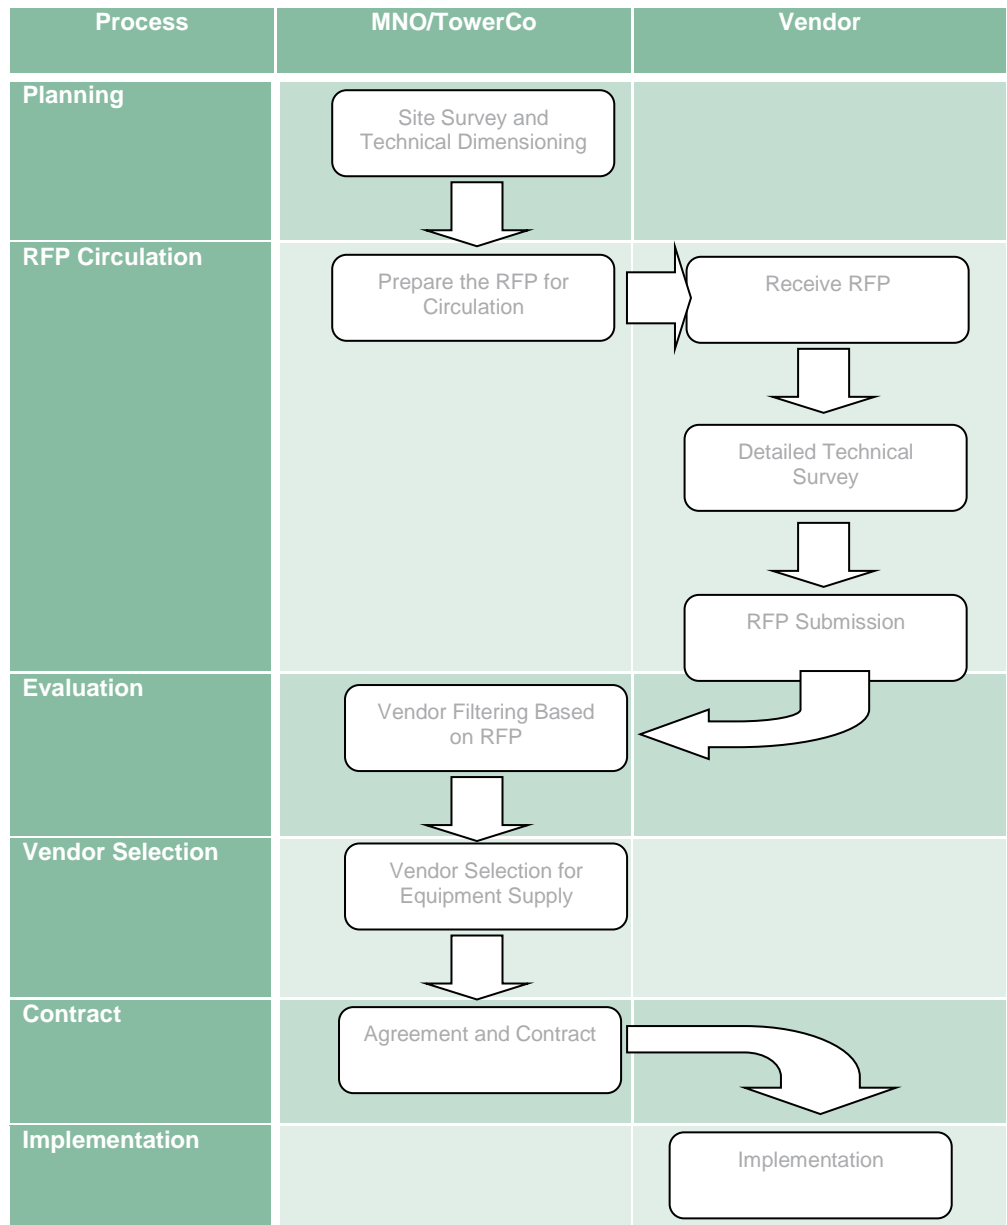 Process
MNO/TowerCo
Vendor
Planning
Site Survey and
Technical Dimensioning
RFP Circulation
Prepare the RFP for
Circulation
Receive RFP
Detailed Technical
Survey
RFP Submission
Evaluation
Vendor Filtering Based
on RFP
Vendor Selection
Vendor Selection for
Equipment Supply
Contract
Agreement and Contract
Implementation
Implementation